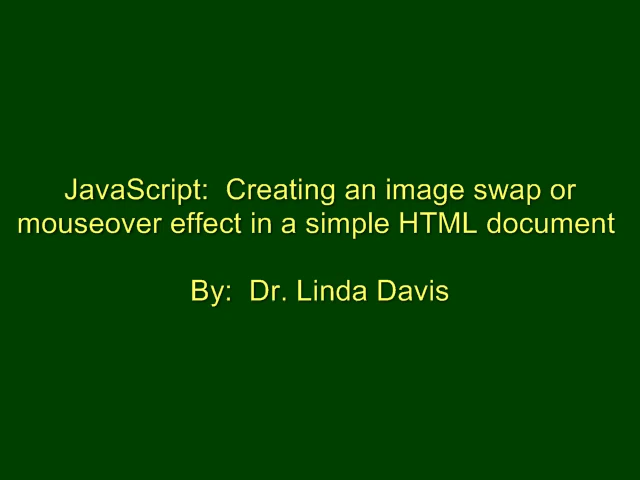 JavaScript:  Creating an image swap or
mouseover effect in a simple HTML document
By:  Dr. Linda Davis